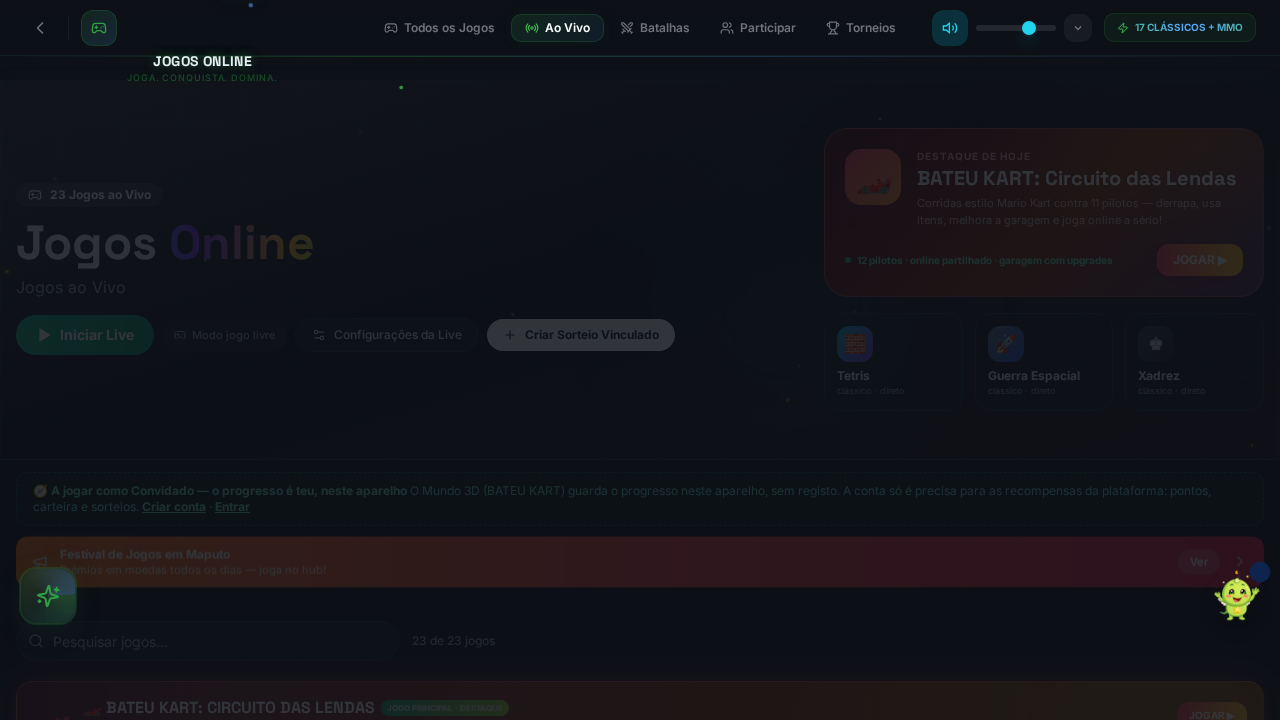 Todos os Jogos
Ao Vivo
Batalhas
Participar
Torneios
17 CLÁSSICOS + MMO
JOGOS ONLINE
JOGA. CONQUISTA. DOMINA.
23 Jogos ao Vivo
Jogos Online
Jogos ao Vivo
Iniciar Live
Modo jogo livre
Configurações da Live
Criar Sorteio Vinculado
DESTAQUE DE HOJE
BATEU KART: Circuito das Lendas
Corridas estilo Mario Kart contra 11 pilotos — derrapa, usa
itens, melhora a garagem e joga online a sério!
12 pilotos · online partilhado · garagem com upgrades
JOGAR ▶
Tetris
clássico · direto
Guerra Espacial
clássico · direto
Xadrez
clássico · direto
A jogar como Convidado — o progresso é teu, neste aparelho O Mundo 3D (BATEU KART) guarda o progresso neste aparelho, sem registo. A conta só é precisa para as recompensas da plataforma: pontos,
carteira e sorteios. Criar conta · Entrar
Festival de Jogos em Maputo
Prémios em moedas todos os dias — joga no hub!
Ver
Pesquisar jogos...
23 de 23 jogos
BATEU KART: CIRCUITO DAS LENDAS
JOGO PRINCIPAL · DESTAQUE
JOGAR ▶